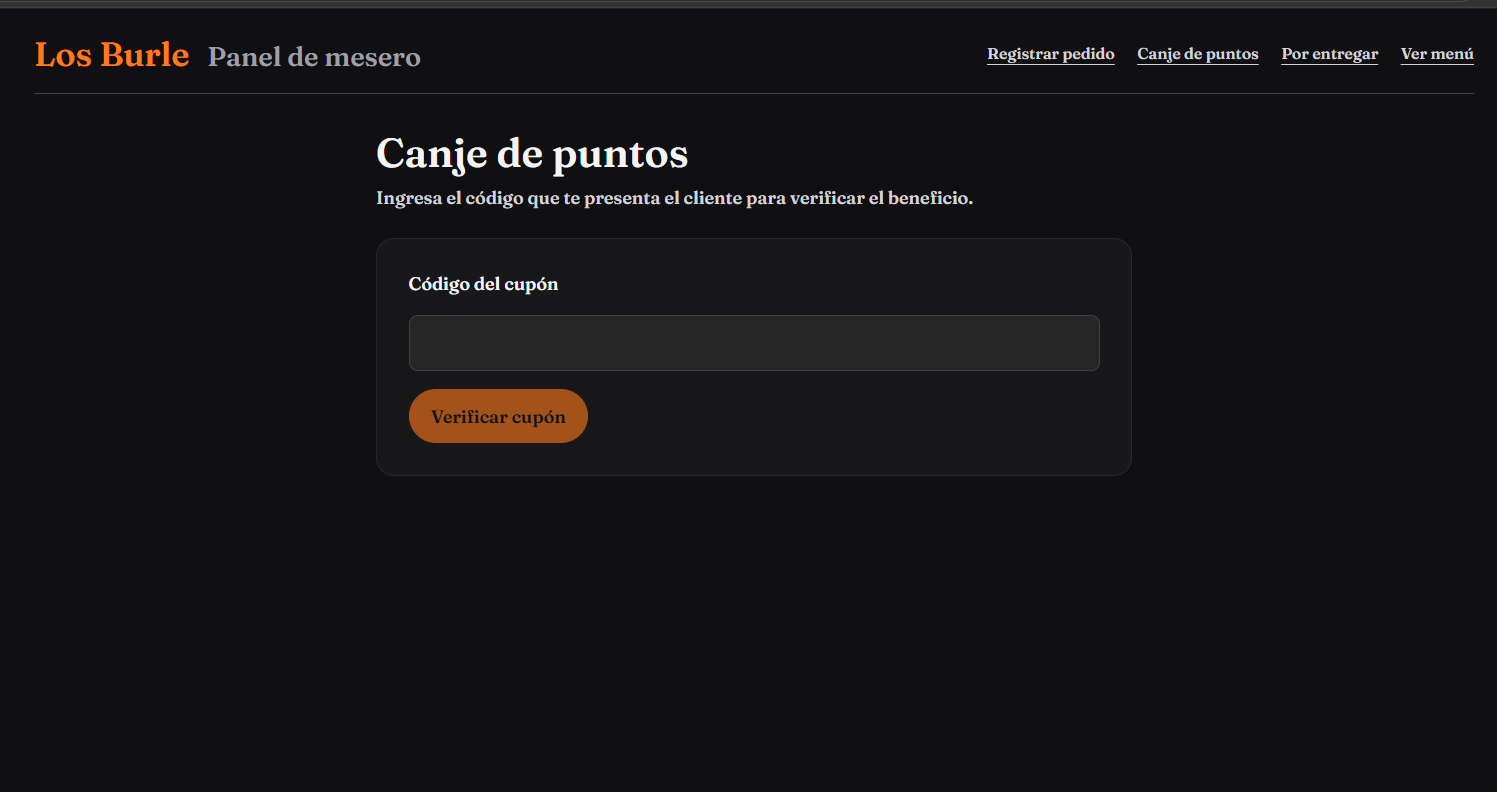 Los Burle Panel de mesero
Registrar pedido Canje de puntos Por entregar Ver menú
Canje de puntos
Ingresa el código que te presenta el cliente para verificar el beneficio.
Código del cupón
Verificar cupón